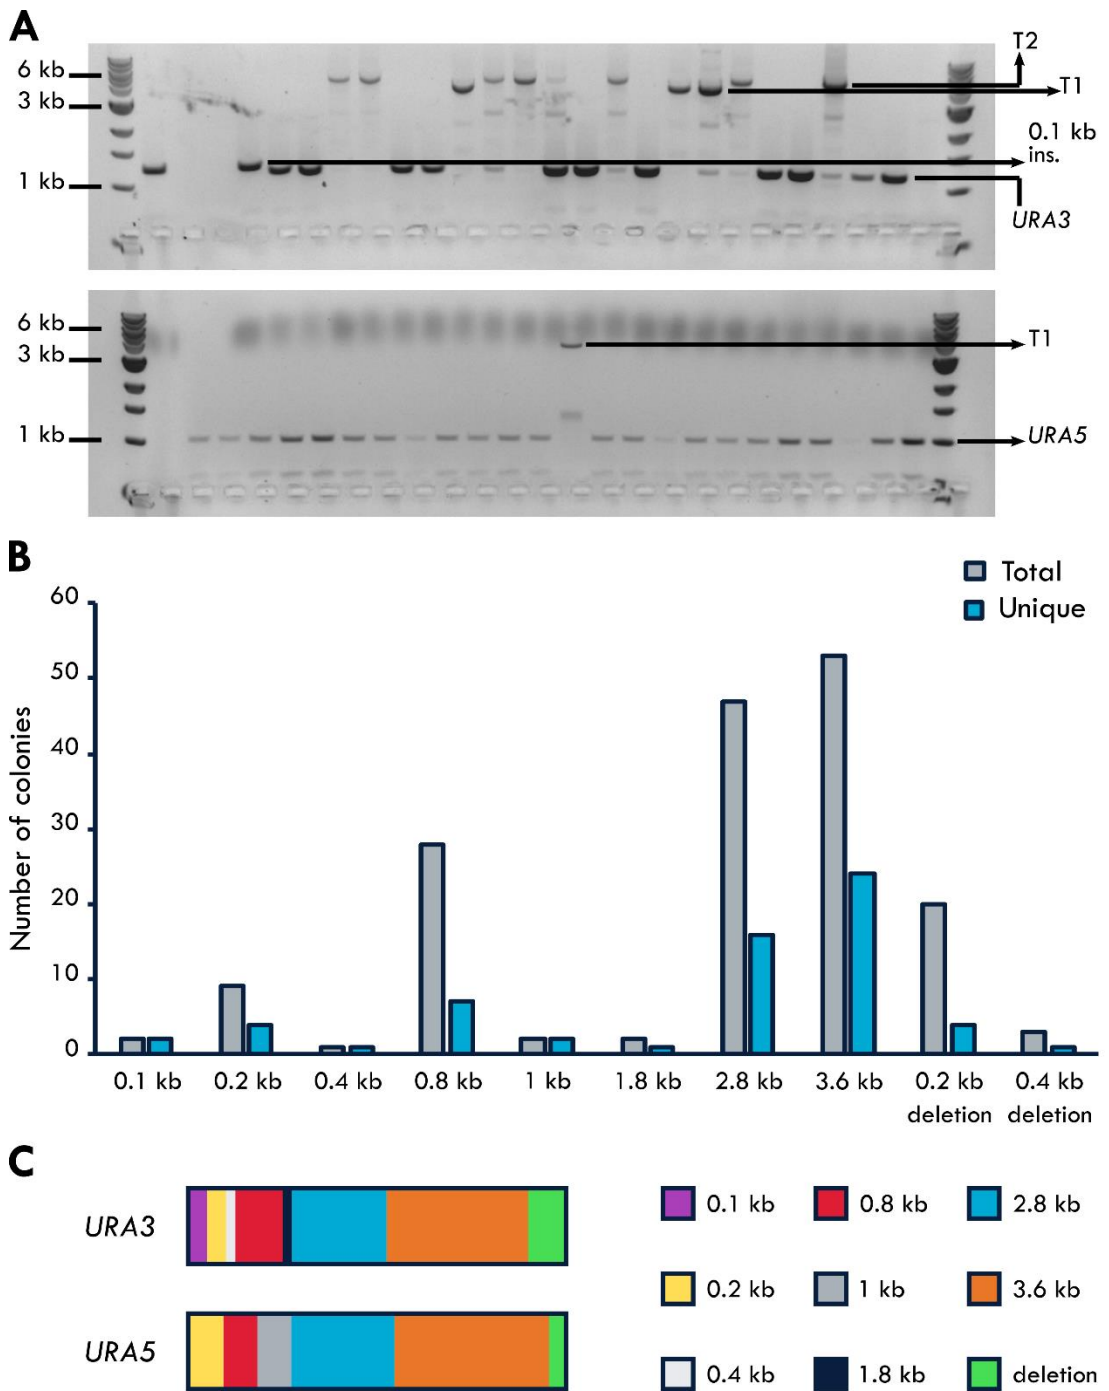 A
6 kb
3 kb
1 kb
T2
T1
0.1 kb
ins.
URA3
6 kb
3 kb
1 kb
T1
URA5
B
Total
Unique
Number of colonies
60
50
40
30
20
10
0
0.1 kb
0.2 kb
0.4 kb
0.8 kb
1 kb
1.8 kb
2.8 kb
3.6 kb
0.2 kb
deletion
0.4 kb
deletion
C
URA3
URA5
0.1 kb
0.8 kb
2.8 kb
0.2 kb
1 kb
3.6 kb
0.4 kb
1.8 kb
deletion